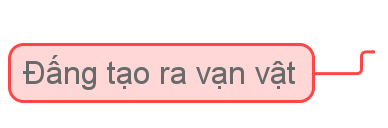 Đấng tạo ra vạn vật